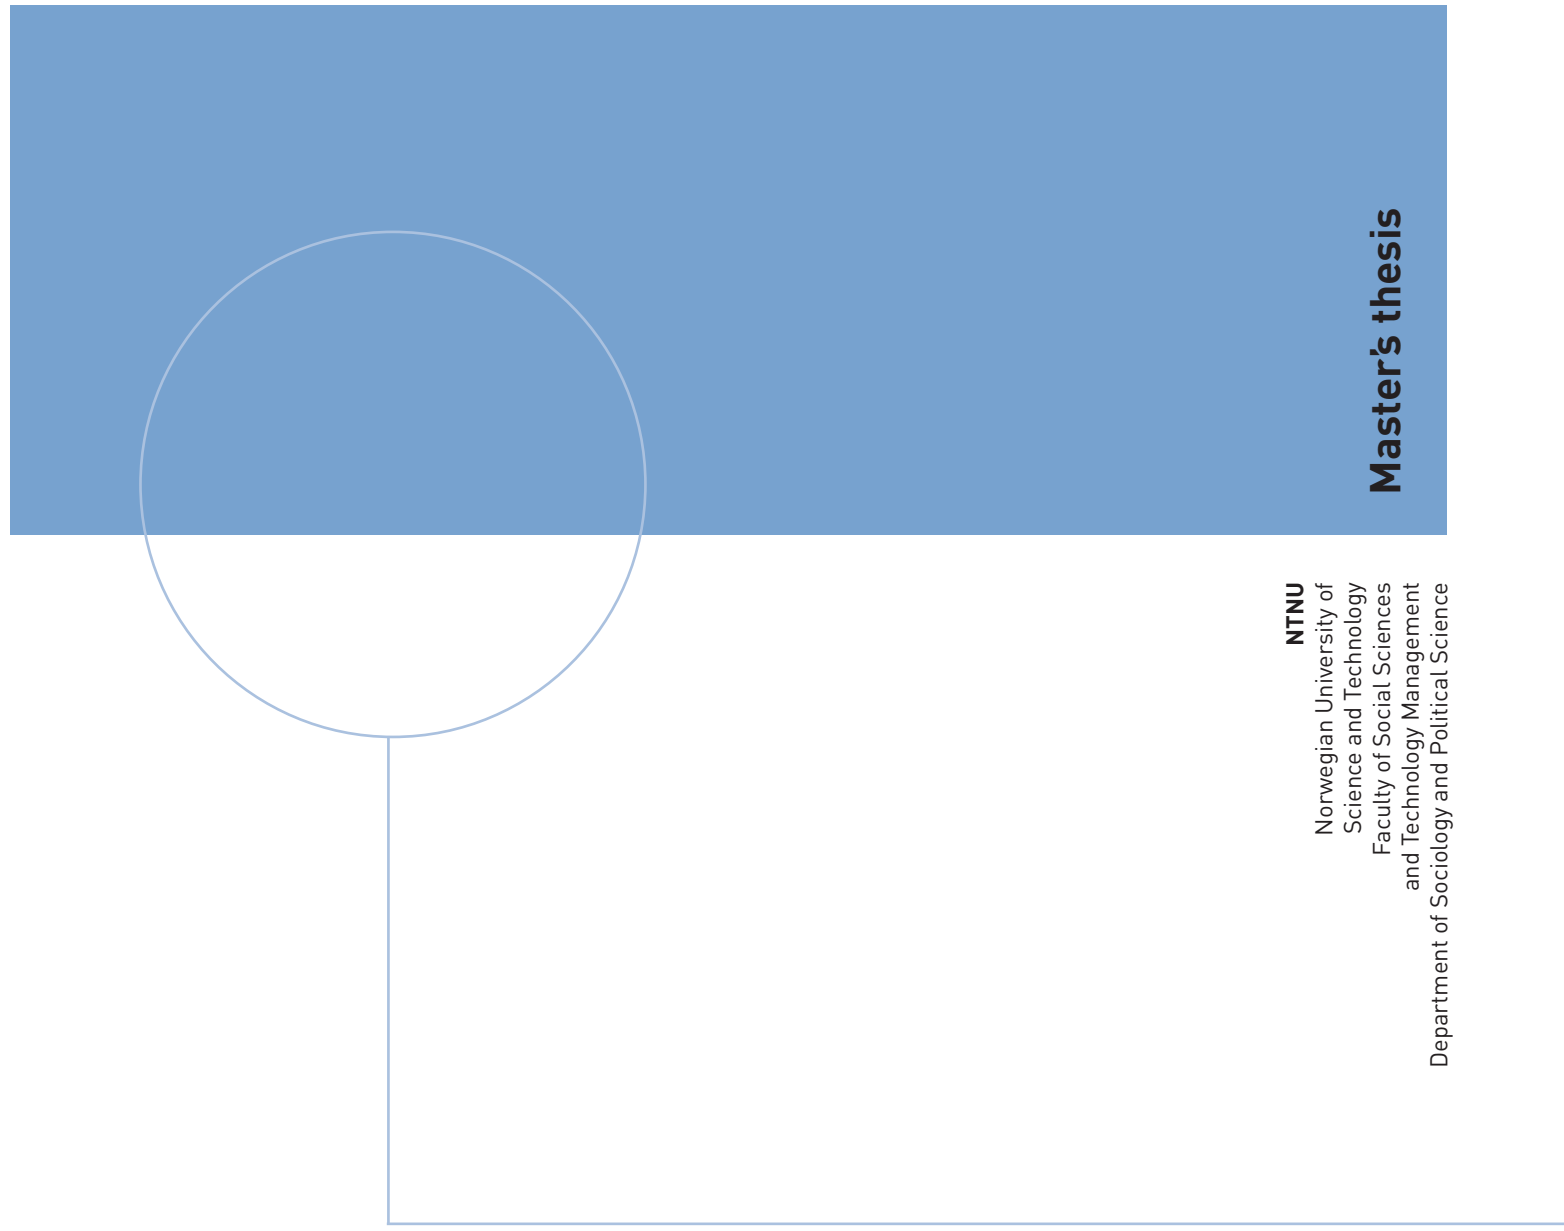 Master's thesis
NTNU
Norwegian University of
Science and Technology
Faculty of Social Sciences
and Technology Management
Department of Sociology and Political Science